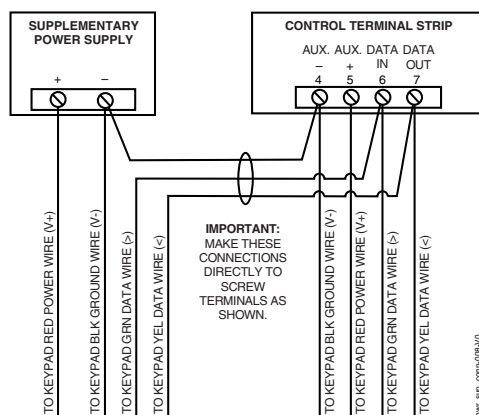 SUPPLEMENTARY
POWER SUPPLY
+ –
CONTROL TERMINAL STRIP
AUX. AUX. DATA DATA
– + IN OUT
4 5 6 7
IMPORTANT:
MAKE THESE
CONNECTIONS
DIRECTLY TO
SCREW
TERMINALS AS
SHOWN.
TO KEYPAD RED POWER WIRE (V+)
TO KEYPAD BLK GROUND WIRE (V-)
TO KEYPAD GRN DATA WIRE (>)
TO KEYPAD YEL DATA WIRE (<)
TO KEYPAD BLK GROUND WIRE (V-)
TO KEYPAD RED POWER WIRE (V+)
TO KEYPAD GRN DATA WIRE (>)
TO KEYPAD YEL DATA WIRE (<)